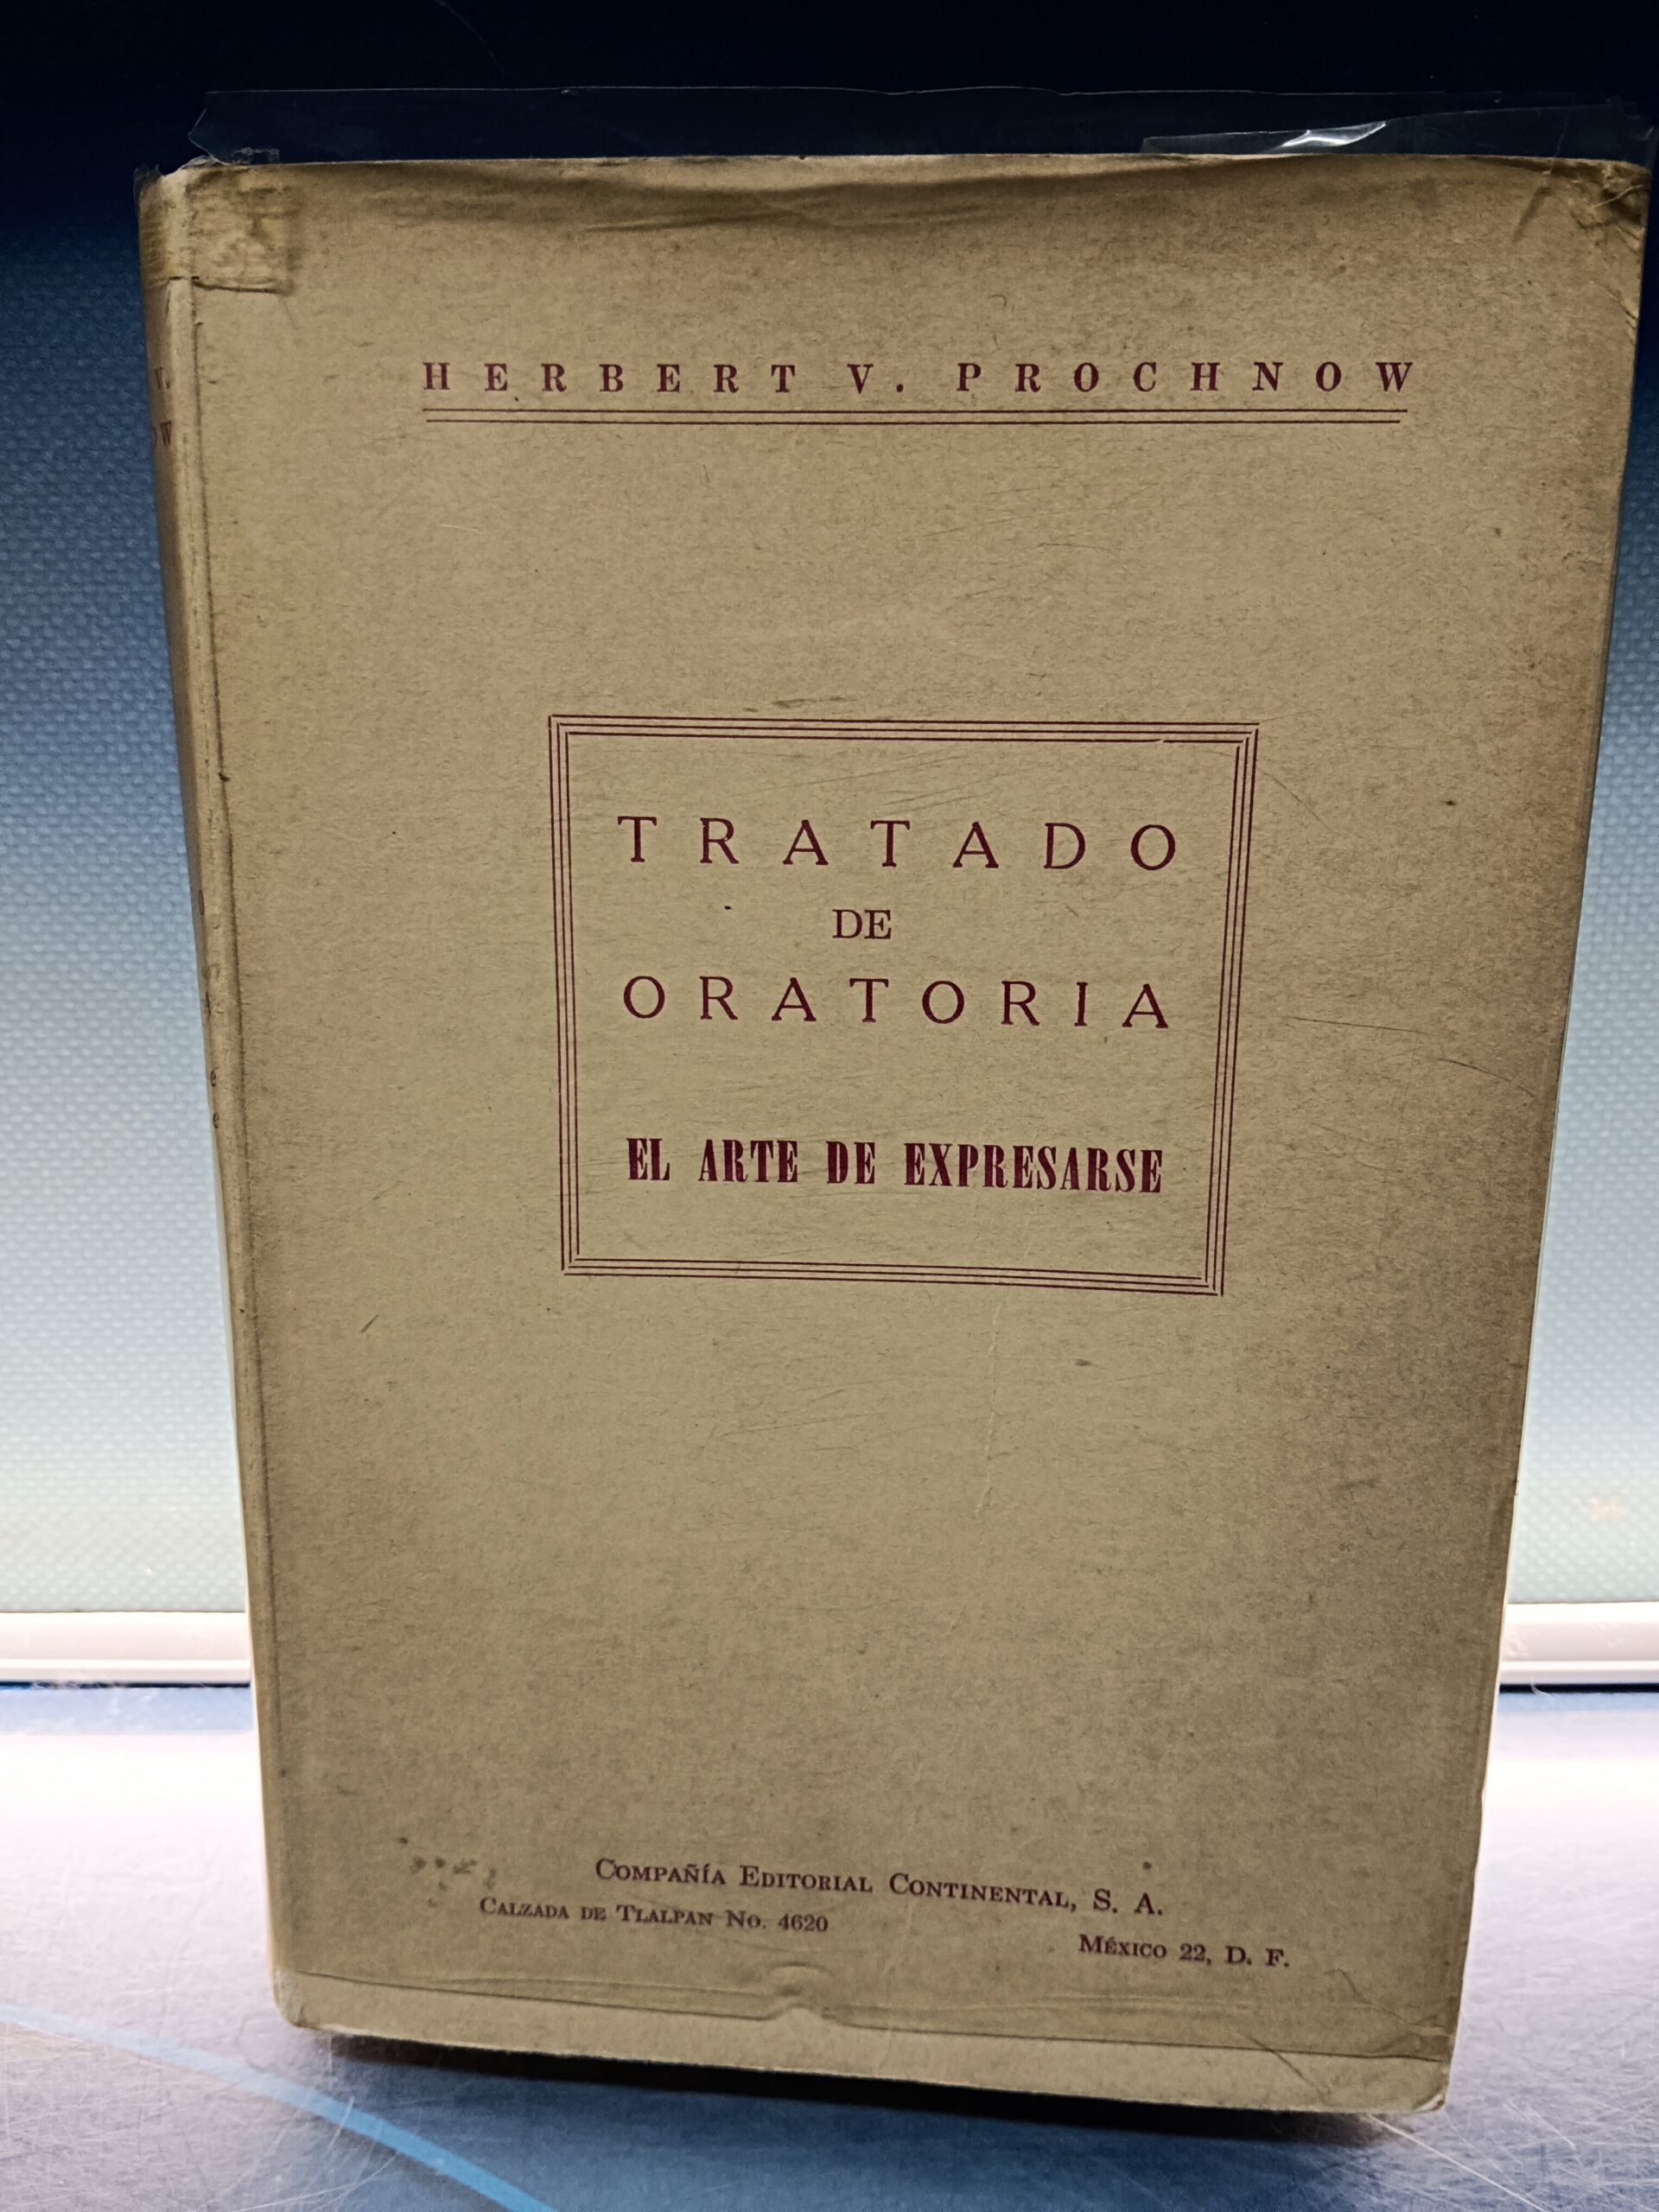 HERBERT V. PROCHNOW
TRATADO
DE
ORATORIA
EL ARTE DE EXPRESARSE
COMPAÑÍA EDITORIAL CONTINENTAL, S. A.
CALZADA DE TLALPAN NO. 4620
MÉXICO 22, D. F.